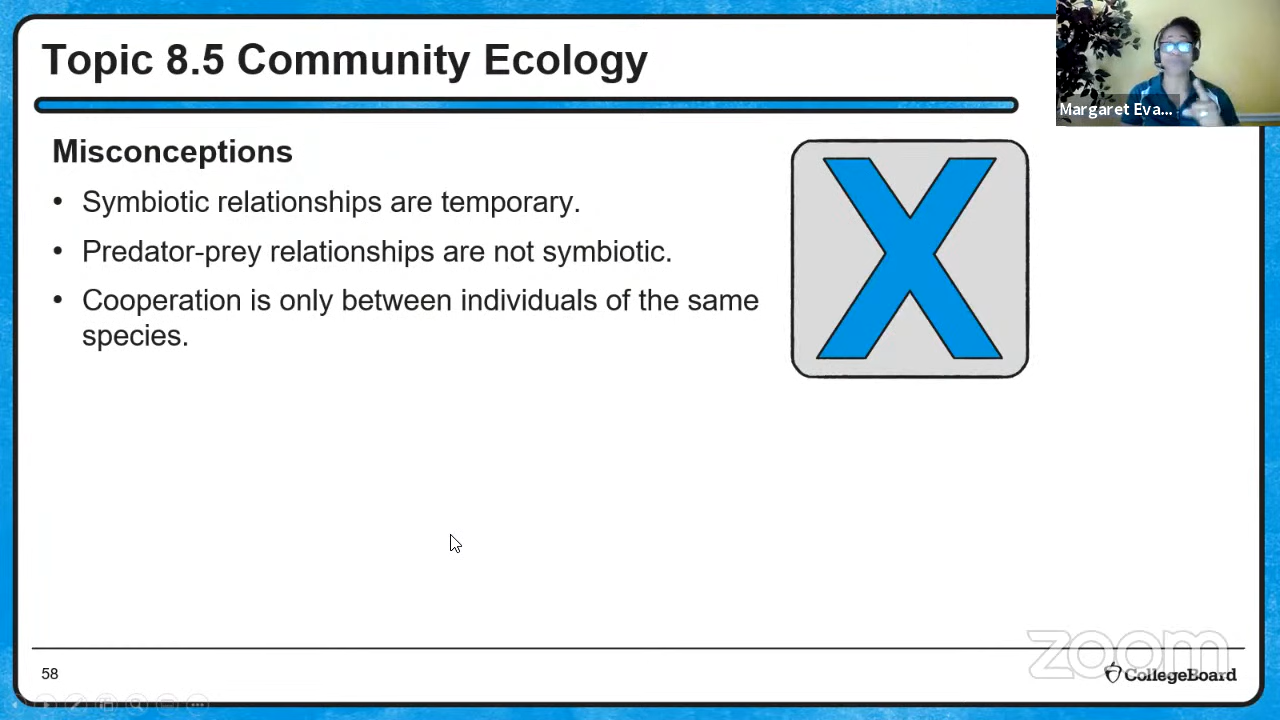 Topic 8.5 Community Ecology
Margaret Eva...
Misconceptions
• Symbiotic relationships are temporary.
• Predator-prey relationships are not symbiotic.
• Cooperation is only between individuals of the same
species.
X
zoom
58
CollegeBoard